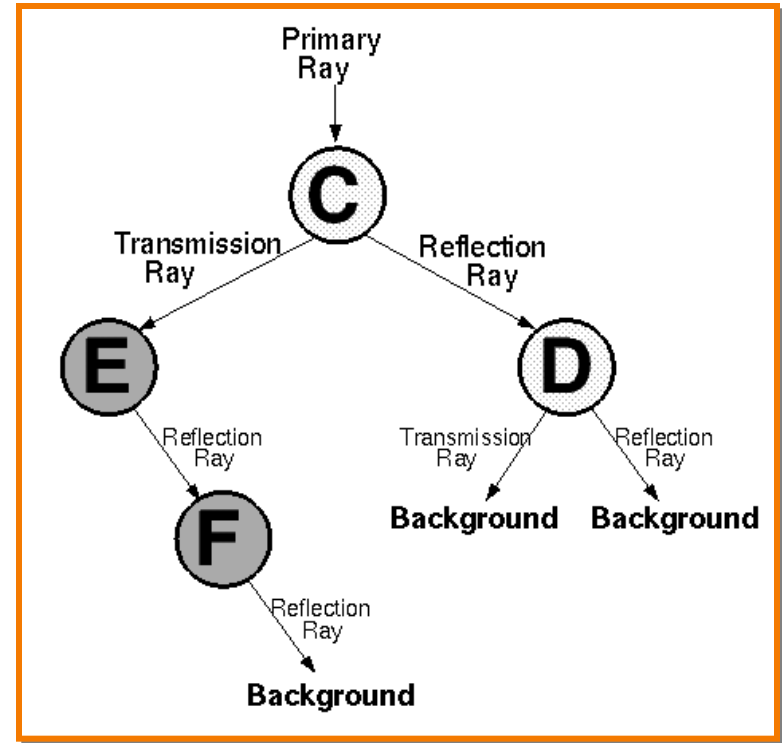 Primary
Ray
C
Transmission
Ray
Reflection
Ray
E
D
Reflection
Ray
Transmission
Ray
Reflection
Ray
Background
Background
F
Reflection
Ray
Background